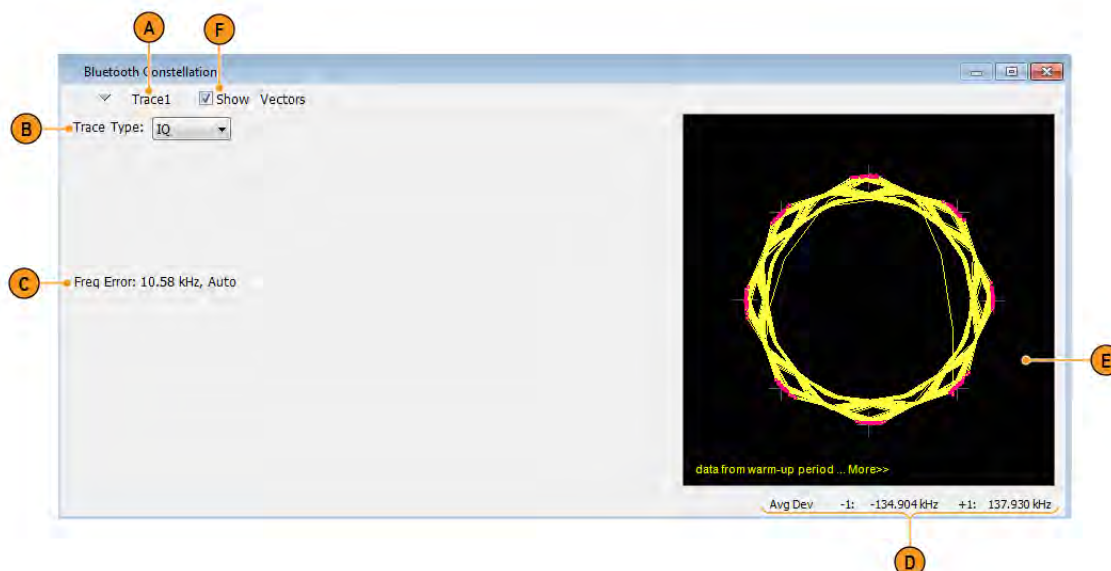 A F
Bluetooth Constellation
Trace1 Show Vectors
B Trace Type: IQ
C Freq Error: 10.58 kHz, Auto
E
data from warm-up period ... More>>
Avg Dev -1: -134.904 kHz +1: 137.930 kHz
D